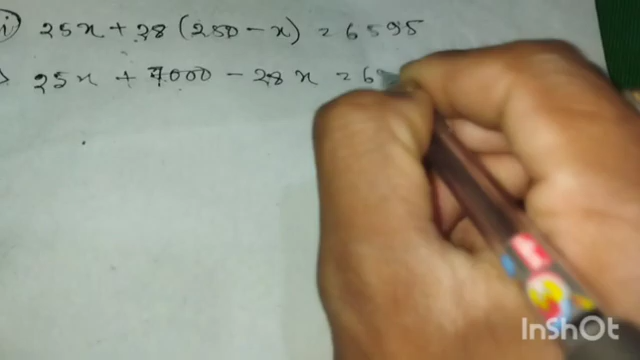 i) 25x + 28 (250 - x) = 6595
25x + 7000 - 28x = 6
InShOt